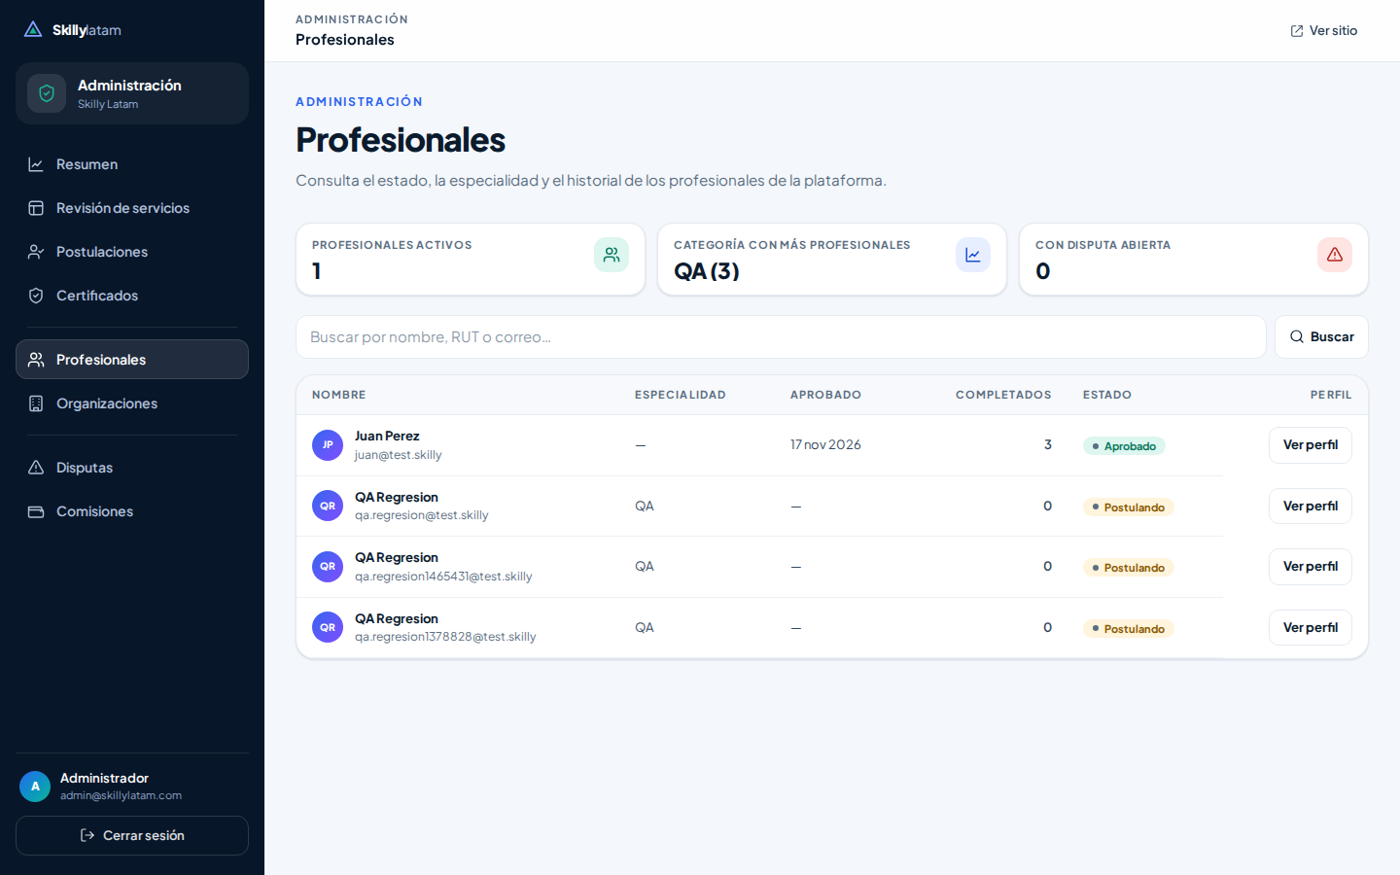 Skillylatam
Administración
Skilly Latam
Resumen
Revisión de servicios
Postulaciones
Certificados
Profesionales
Organizaciones
Disputas
Comisiones
A
Administrador
admin@skillylatam.com
Cerrar sesión
ADMINISTRACIÓN
Profesionales
Ver sitio
ADMINISTRACIÓN
Profesionales
Consulta el estado, la especialidad y el historial de los profesionales de la plataforma.
PROFESIONALES ACTIVOS
1
CATEGORÍA CON MÁS PROFESIONALES
QA (3)
CON DISPUTA ABIERTA
0
Buscar por nombre, RUT o correo...
Buscar
NOMBRE ESPECIALIDAD APROBADO COMPLETADOS ESTADO PERFIL
JP Juan Perez — 17 nov 2026 3 Aprobado Ver perfil
juan@test.skilly
QR QA Regresion QA — 0 Postulando Ver perfil
qa.regresion@test.skilly
QR QA Regresion QA — 0 Postulando Ver perfil
qa.regresion1465431@test.skilly
QR QA Regresion QA — 0 Postulando Ver perfil
qa.regresion1378828@test.skilly